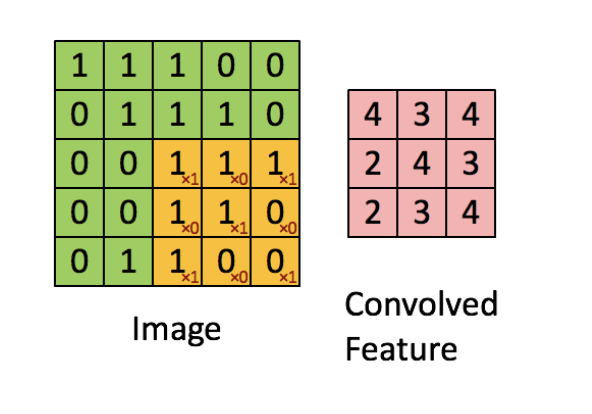 1 1 1 0 0
0 1 1 1 0
0 0 1×1 1×0 1×1
0 0 1×0 1×1 0×0
0 1 1×1 0×0 0×1
Image
4 3 4
2 4 3
2 3 4
Convolved
Feature